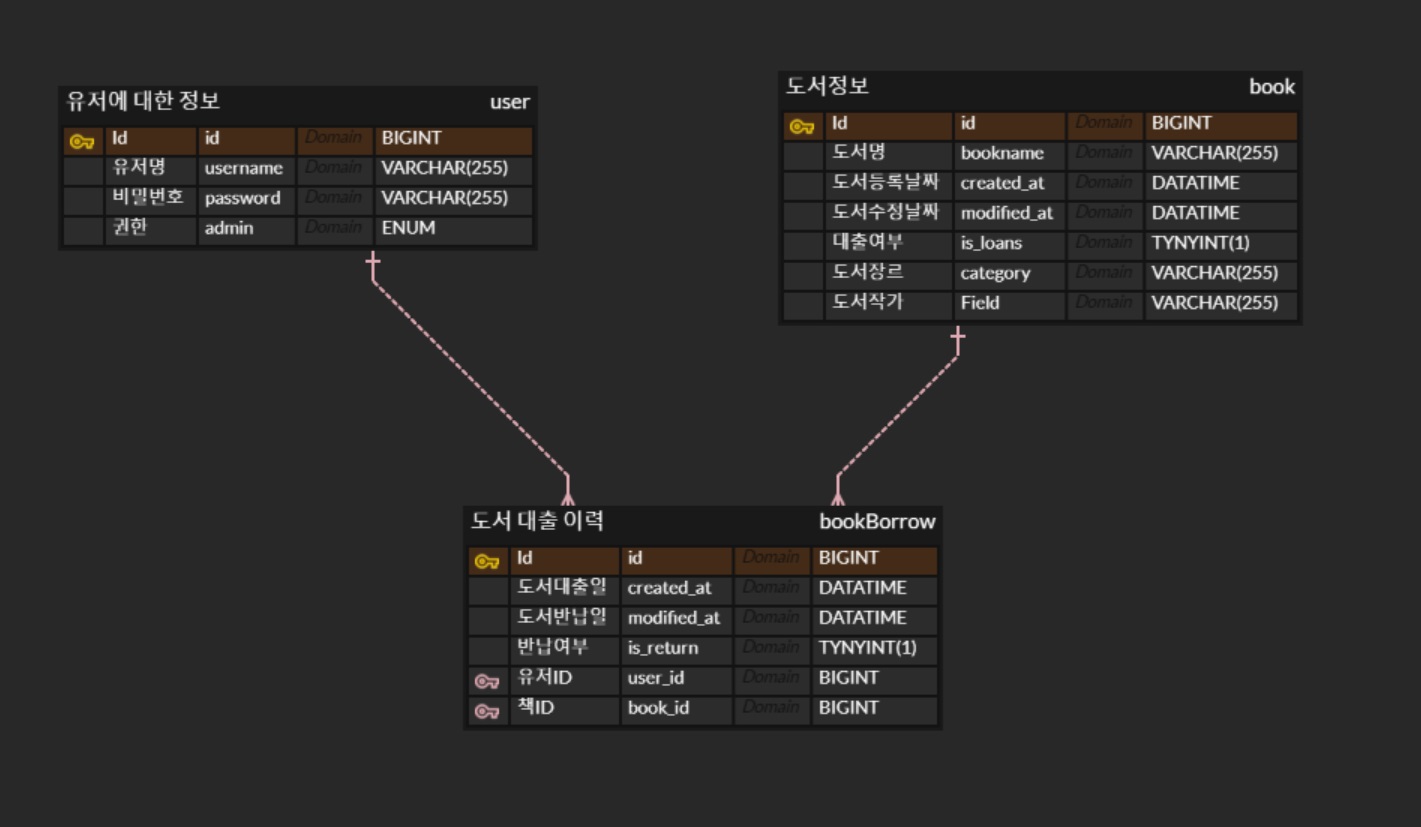 유저에 대한 정보 user
Id id Domain BIGINT
유저명 username Domain VARCHAR(255)
비밀번호 password Domain VARCHAR(255)
권한 admin Domain ENUM
도서정보 book
Id id Domain BIGINT
도서명 bookname Domain VARCHAR(255)
도서등록날짜 created_at Domain DATATIME
도서수정날짜 modified_at Domain DATATIME
대출여부 is_loans Domain TYNYINT(1)
도서장르 category Domain VARCHAR(255)
도서작가 Field Domain VARCHAR(255)
도서 대출 이력 bookBorrow
Id id Domain BIGINT
도서대출일 created_at Domain DATATIME
도서반납일 modified_at Domain DATATIME
반납여부 is_return Domain TYNYINT(1)
유저ID user_id Domain BIGINT
책ID book_id Domain BIGINT